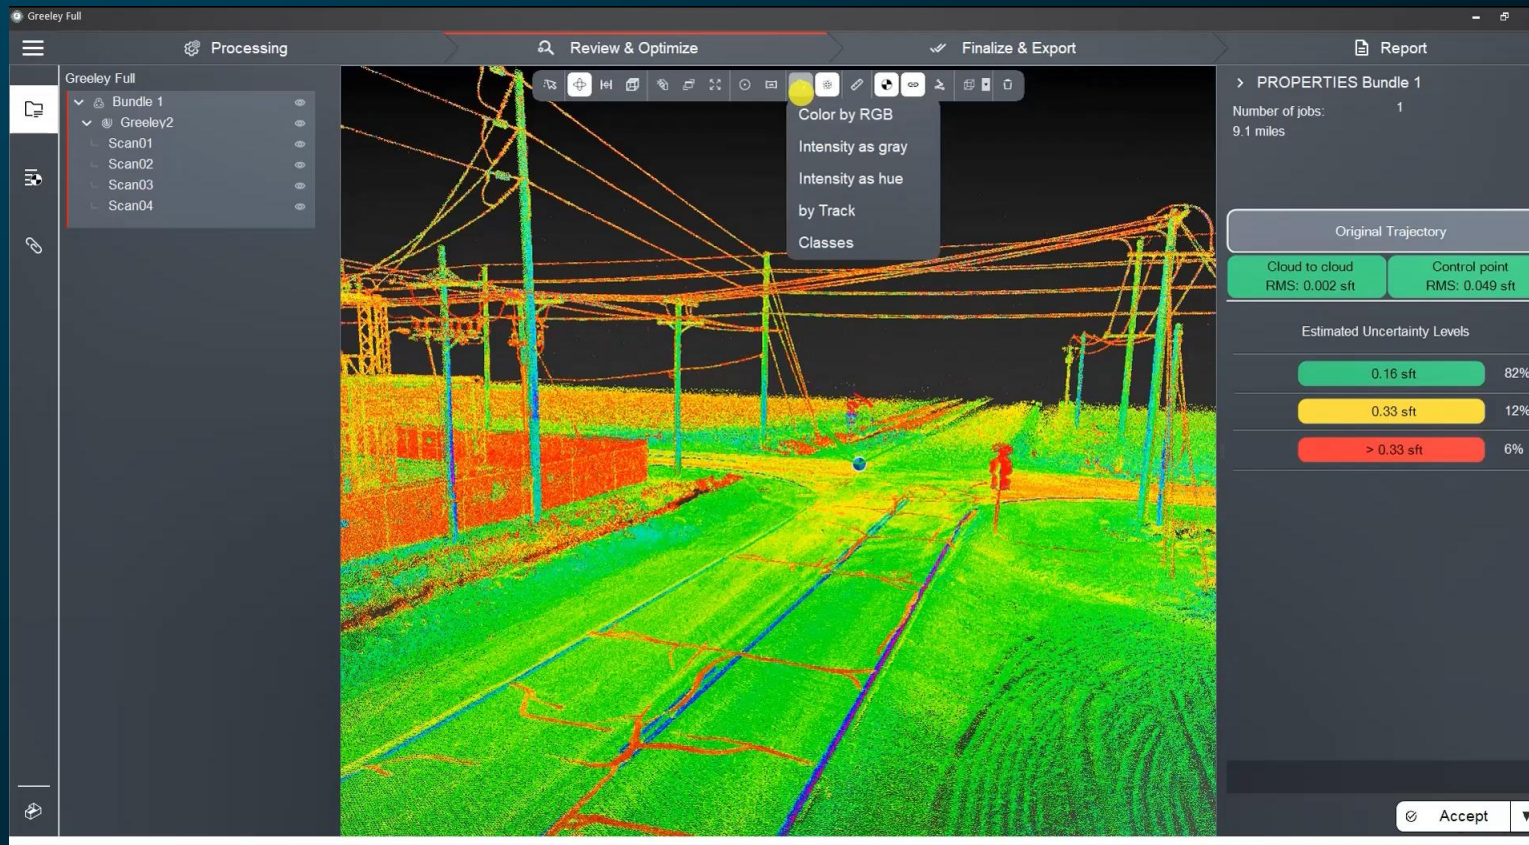 Greeley Full
Processing
Review & Optimize
Finalize & Export
Report
Greeley Full
Bundle 1
Greeley2
Scan01
Scan02
Scan03
Scan04
Color by RGB
Intensity as gray
Intensity as hue
by Track
Classes
PROPERTIES Bundle 1
Number of jobs: 1
9.1 miles
Original Trajectory
Cloud to cloud
RMS: 0.002 sft
Control point
RMS: 0.049 sft
Estimated Uncertainty Levels
0.16 sft 82%
0.33 sft 12%
> 0.33 sft 6%
Accept